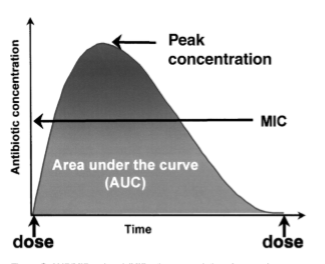 Peak
concentration
Antibiotic concentration
MIC
Area under the curve
(AUC)
Time
dose
dose